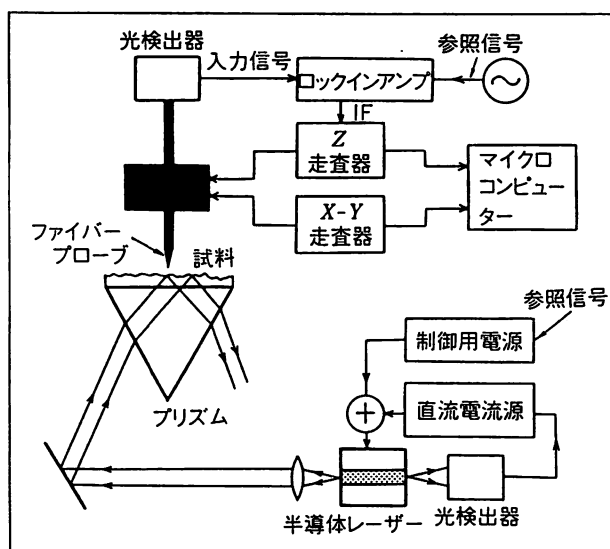 光検出器
入力信号
ロックインアンプ
参照信号
IF
Z
走査器
マイクロ
コンピュー
ター
X-Y
走査器
ファイバー
プローブ
試料
プリズム
参照信号
制御用電源
直流電流源
半導体レーザー
光検出器